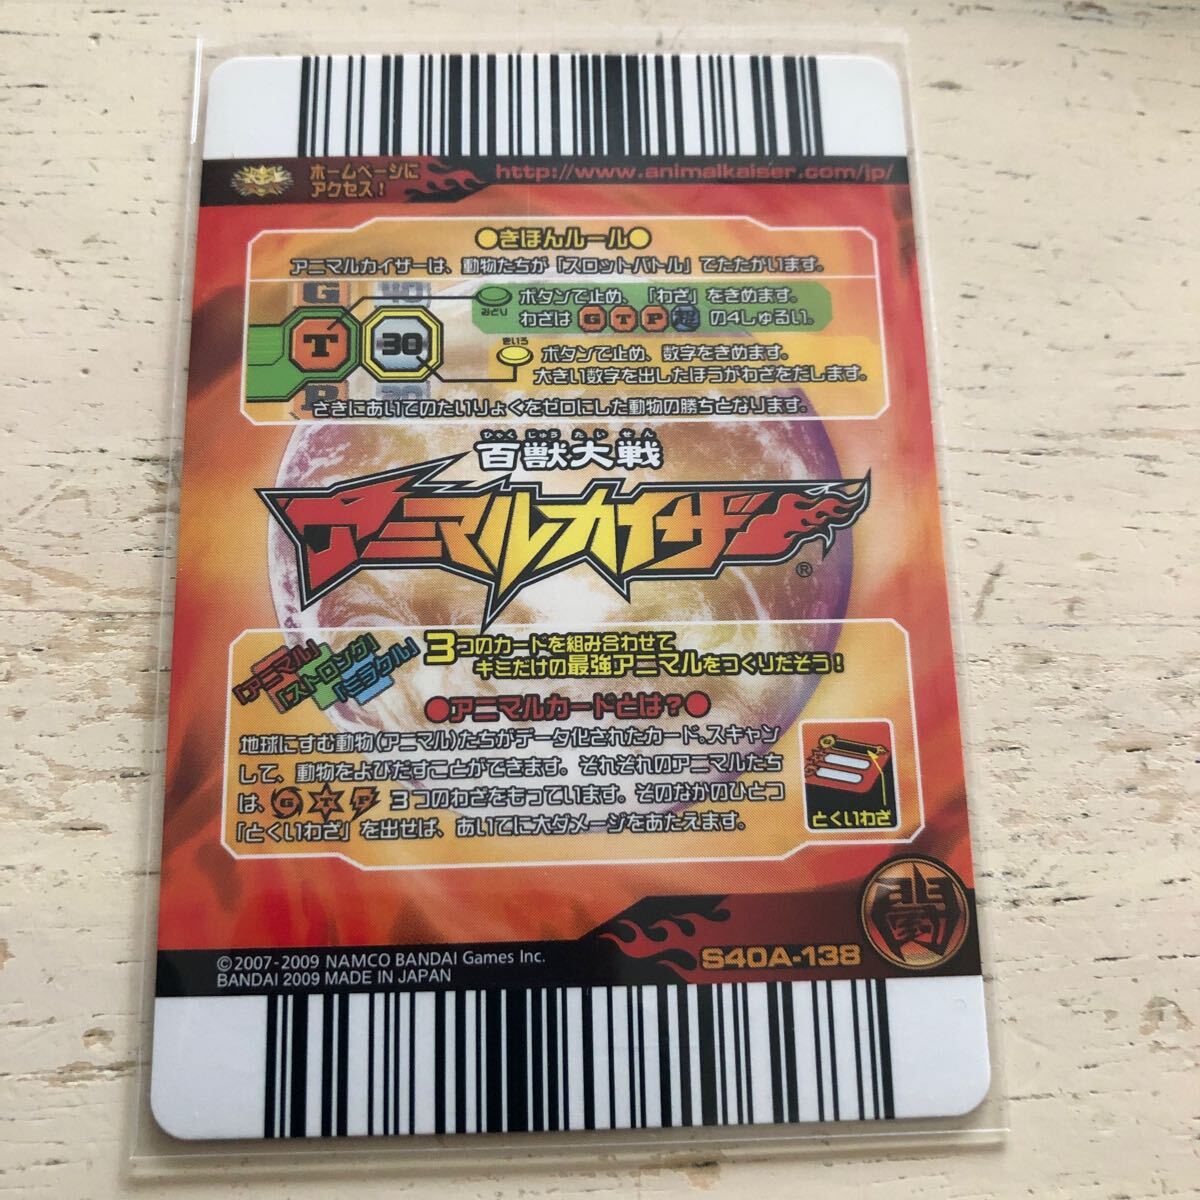 ホームページに
アクセス！
http://www.animalkaiser.com/jp/
●きほんルール●
アニマルカイザーは、動物たちが「スロットバトル」でたたかいます。
G 40
T 30
みどり
ボタンで止め、「わざ」をきめます。
わざは G T P 超 の4しゅるい。
きいろ
ボタンで止め、数字をきめます。
大きい数字を出したほうがわざをだします。
さきにあいてのたいりょくをゼロにした動物の勝ちとなります。
ひゃく じゅう たい せん
百獣大戦
アニマルカイザー
®
「アニマル」
「ストロング」
「ミラクル」
3つのカードを組み合わせて
キミだけの最強アニマルをつくりだそう！
●アニマルカードとは？●
地球にすむ動物（アニマル）たちがデータ化されたカード。スキャン
して、動物をよびだすことができます。それぞれのアニマルたち
は、G T P 3つのわざをもっています。そのなかのひとつ
「とくいわざ」を出せば、あいてに大ダメージをあたえます。
とくいわざ
闘
S40A-138
©2007-2009 NAMCO BANDAI Games Inc.
BANDAI 2009 MADE IN JAPAN